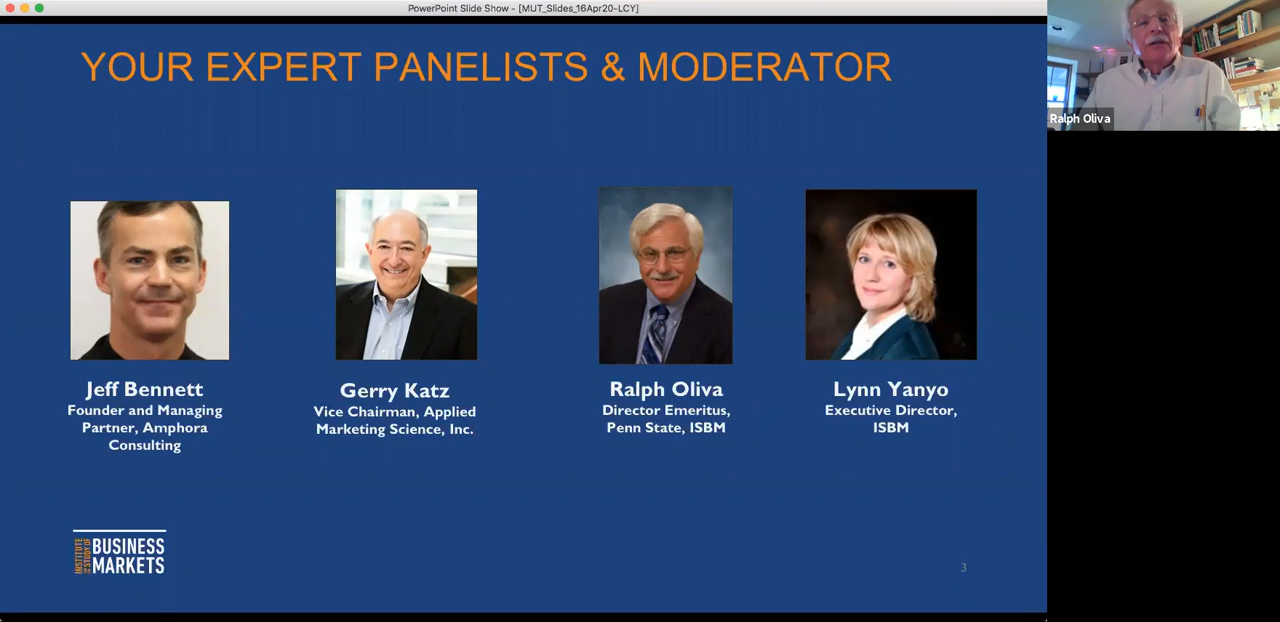 PowerPoint Slide Show - [MUT_Slides_16Apr20-LCY]
YOUR EXPERT PANELISTS & MODERATOR
Ralph Oliva
Jeff Bennett
Founder and Managing
Partner, Amphora
Consulting
Gerry Katz
Vice Chairman, Applied
Marketing Science, Inc.
Ralph Oliva
Director Emeritus,
Penn State, ISBM
Lynn Yanyo
Executive Director,
ISBM
INSTITUTE
FOR THE
STUDY OF
BUSINESS
MARKETS
3